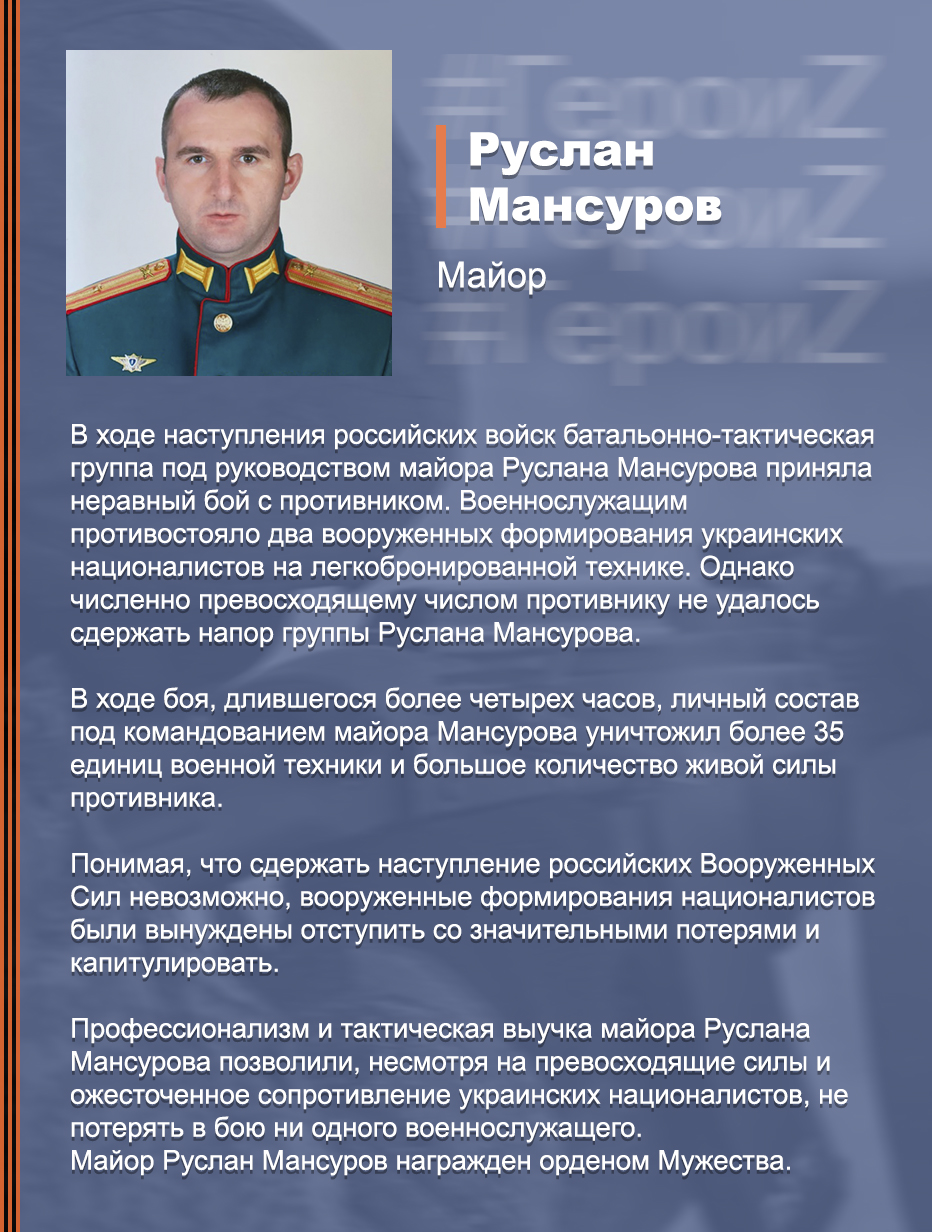 #ГероиZ
Руслан
Мансуров
#ГероиZ
Майор
#ГероиZ
В ходе наступления российских войск батальонно-тактическая
группа под руководством майора Руслана Мансурова приняла
неравный бой с противником. Военнослужащим
противостояло два вооруженных формирования украинских
националистов на легкобронированной технике. Однако
численно превосходящему числом противнику не удалось
сдержать напор группы Руслана Мансурова.
В ходе боя, длившегося более четырех часов, личный состав
под командованием майора Мансурова уничтожил более 35
единиц военной техники и большое количество живой силы
противника.
Понимая, что сдержать наступление российских Вооруженных
Сил невозможно, вооруженные формирования националистов
были вынуждены отступить со значительными потерями и
капитулировать.
Профессионализм и тактическая выучка майора Руслана
Мансурова позволили, несмотря на превосходящие силы и
ожесточенное сопротивление украинских националистов, не
потерять в бою ни одного военнослужащего.
Майор Руслан Мансуров награжден орденом Мужества.